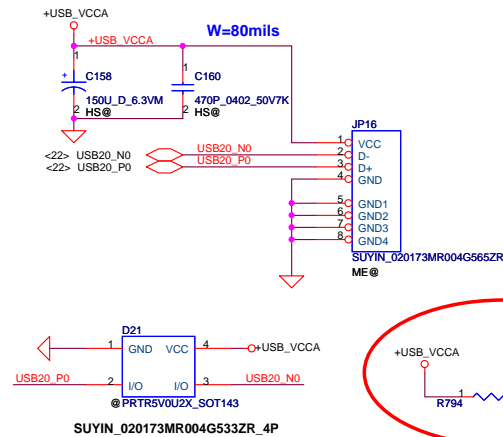 +USB_VCCA
+USB_VCCA
W=80mils
1
1
+
C158
C160
150U_D_6.3VM
470P_0402_50V7K
2
HS@
2
HS@
JP16
1 VCC
<22> USB20_N0 USB20_N0 2 D-
<22> USB20_P0 USB20_P0 3 D+
4 GND
5 GND1
6 GND2
7 GND3
8 GND4
SUYIN_020173MR004G565ZR
ME@
D21
1 GND VCC 4 +USB_VCCA
USB20_P0 2 I/O I/O 3 USB20_N0
@PRTR5V0U2X_SOT143
SUYIN_020173MR004G533ZR_4P
+USB_VCCA
1
R794